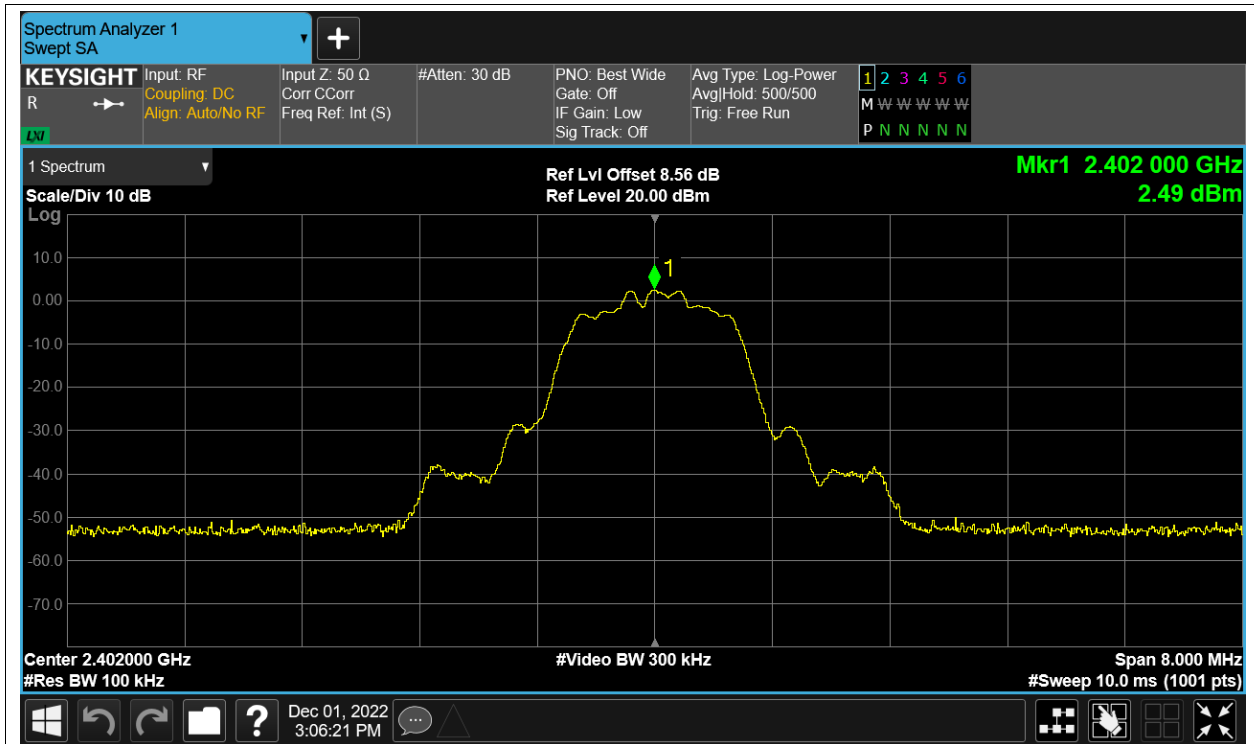 Spectrum Analyzer 1
Swept SA
+
KEYSIGHT
R
LXI
Input: RF
Coupling: DC
Align: Auto/No RF
Input Z: 50 Ω
Corr CCorr
Freq Ref: Int (S)
#Atten: 30 dB
PNO: Best Wide
Gate: Off
IF Gain: Low
Sig Track: Off
Avg Type: Log-Power
Avg|Hold: 500/500
Trig: Free Run
1 2 3 4 5 6
M W W W W W
P N N N N N
1 Spectrum
Scale/Div 10 dB
Log
Ref Lvl Offset 8.56 dB
Ref Level 20.00 dBm
Mkr1 2.402 000 GHz
2.49 dBm
1
10.0
0.00
-10.0
-20.0
-30.0
-40.0
-50.0
-60.0
-70.0
Center 2.402000 GHz
#Video BW 300 kHz
Span 8.000 MHz
#Res BW 100 kHz
#Sweep 10.0 ms (1001 pts)
?
Dec 01, 2022
3:06:21 PM